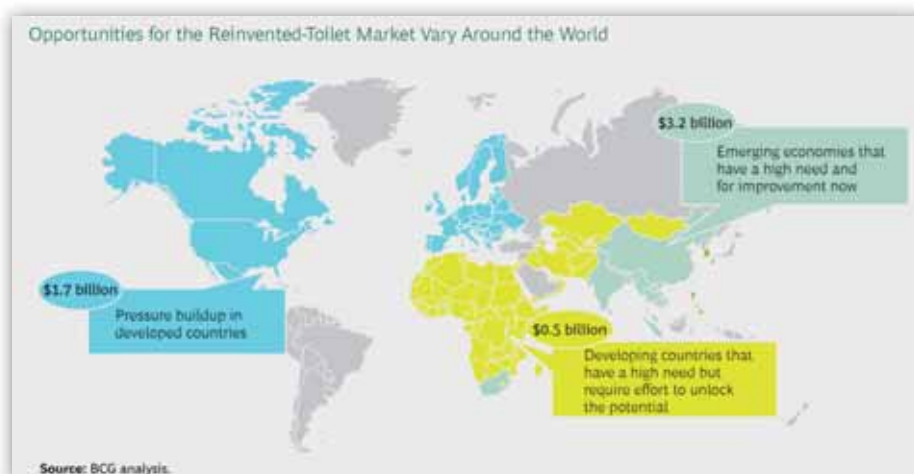 Opportunities for the Reinvented-Toilet Market Vary Around the World
$3.2 billion
Emerging economies that
have a high need and
for improvement now
$1.7 billion
Pressure buildup in
developed countries
$0.5 billion
Developing countries that
have a high need but
require effort to unlock
the potential
Source: BCG analysis.